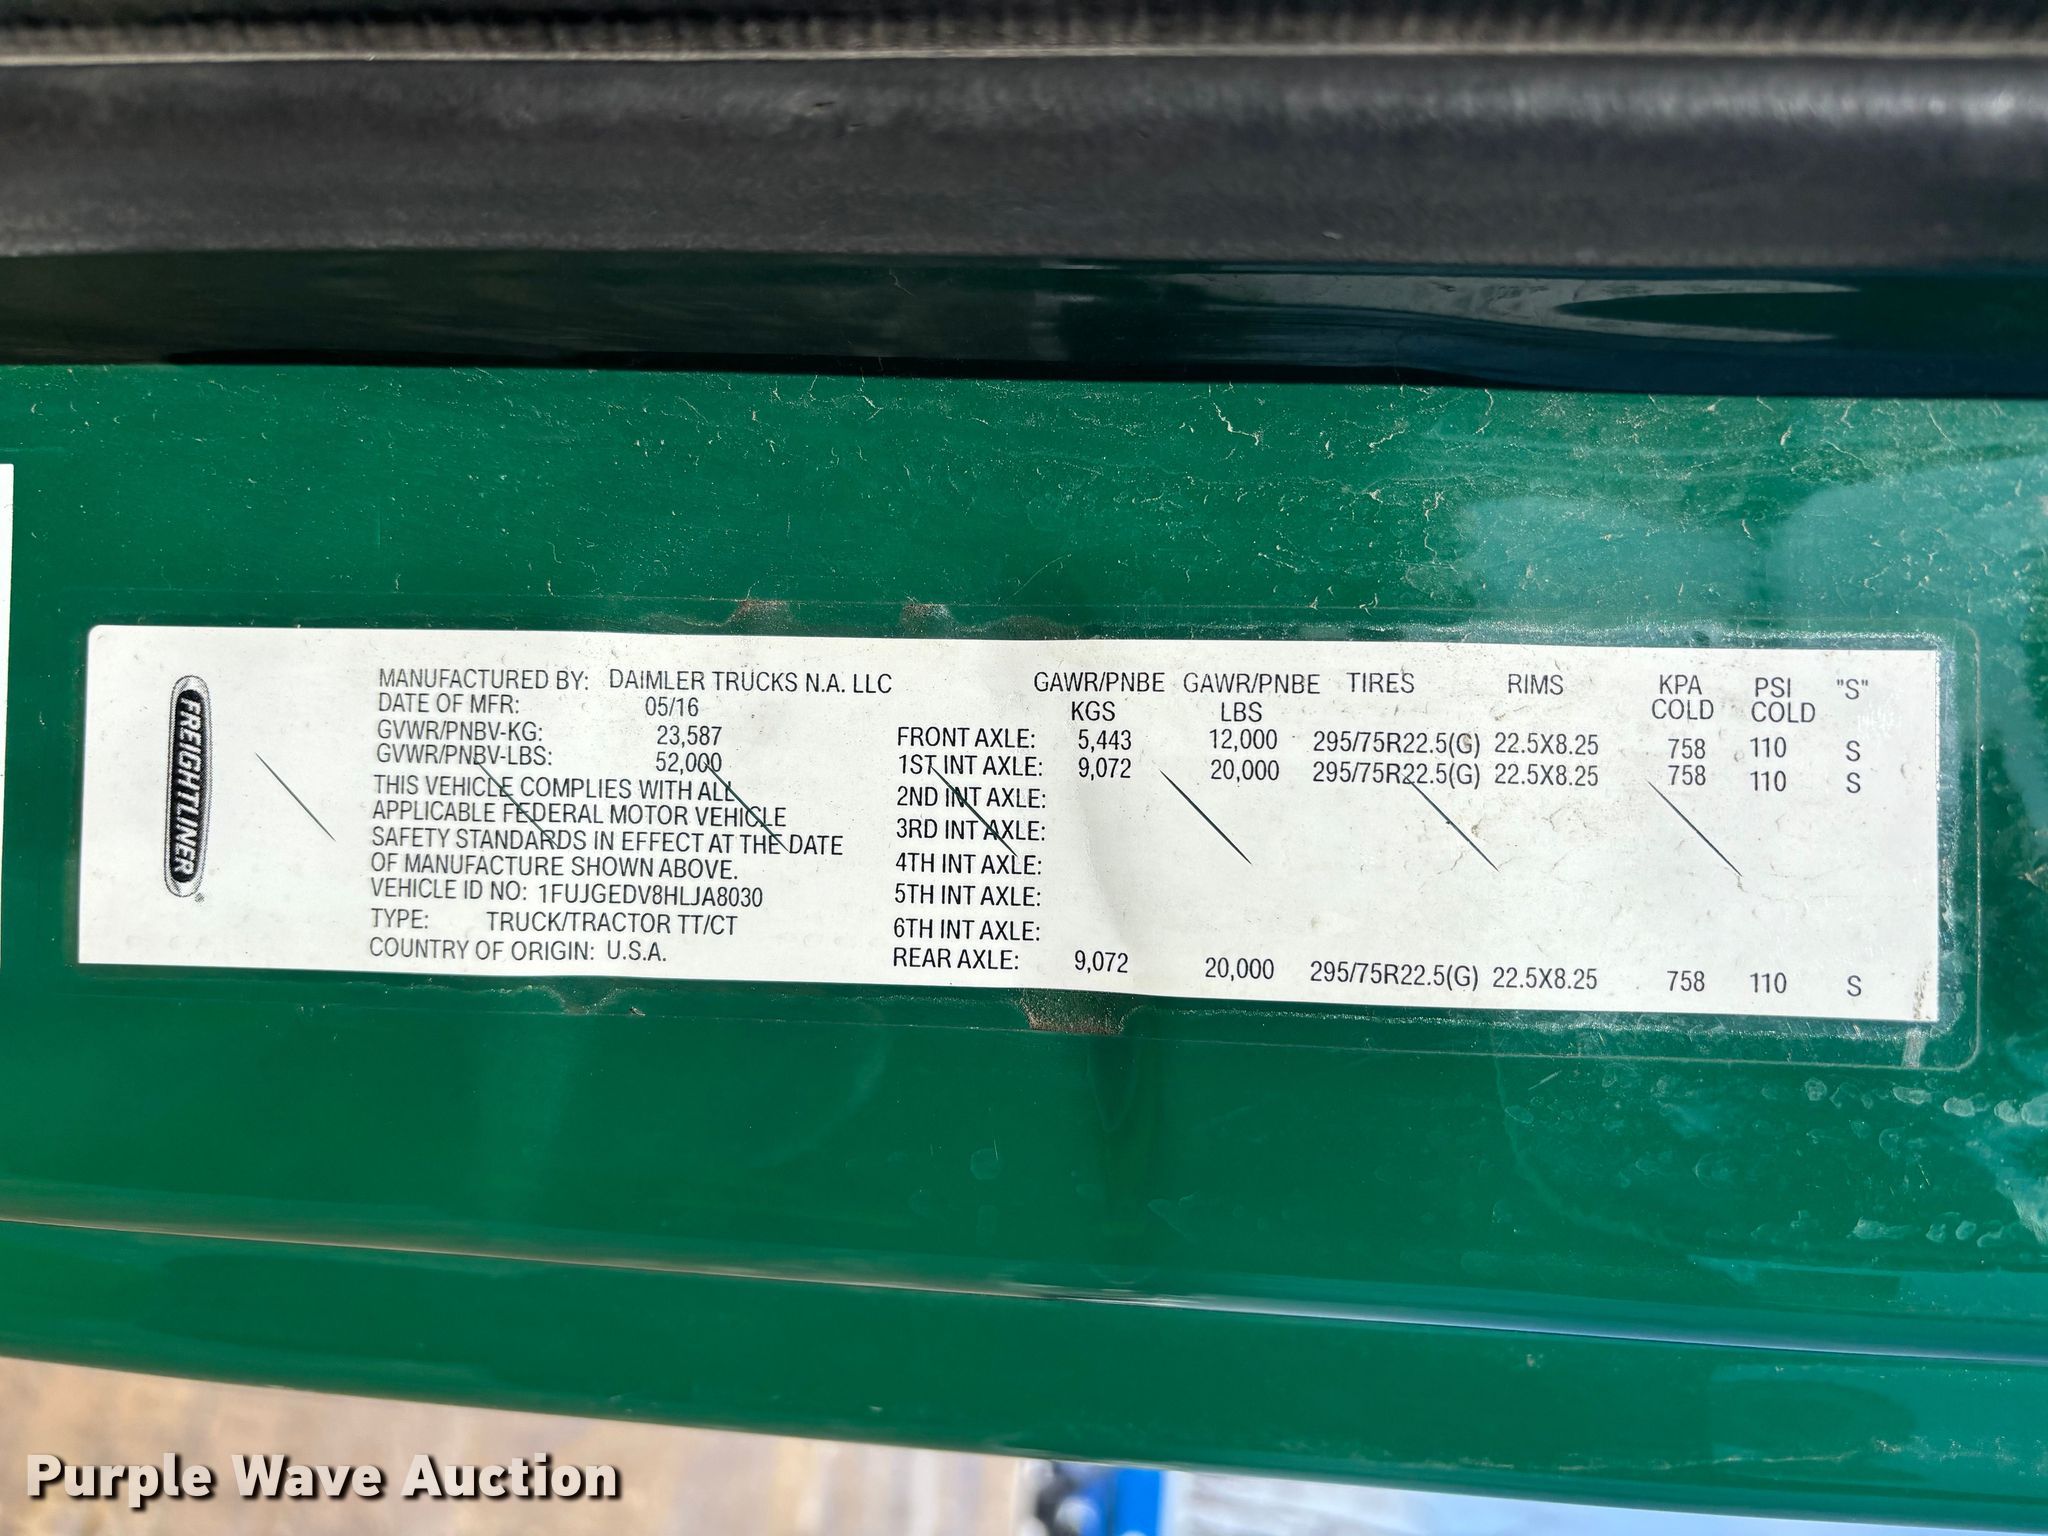 FREIGHTLINER
MANUFACTURED BY: DAIMLER TRUCKS N.A. LLC
DATE OF MFR: 05/16
GVWR/PNBV-KG: 23,587
GVWR/PNBV-LBS: 52,000
THIS VEHICLE COMPLIES WITH ALL
APPLICABLE FEDERAL MOTOR VEHICLE
SAFETY STANDARDS IN EFFECT AT THE DATE
OF MANUFACTURE SHOWN ABOVE.
VEHICLE ID NO: 1FUJGEDV8HLJA8030
TYPE: TRUCK/TRACTOR TT/CT
COUNTRY OF ORIGIN: U.S.A.
GAWR/PNBE GAWR/PNBE TIRES RIMS KPA PSI "S"
KGS LBS COLD COLD
FRONT AXLE: 5,443 12,000 295/75R22.5(G) 22.5X8.25 758 110 S
1ST INT AXLE: 9,072 20,000 295/75R22.5(G) 22.5X8.25 758 110 S
2ND INT AXLE:
3RD INT AXLE:
4TH INT AXLE:
5TH INT AXLE:
6TH INT AXLE:
REAR AXLE: 9,072 20,000 295/75R22.5(G) 22.5X8.25 758 110 S
Purple Wave Auction